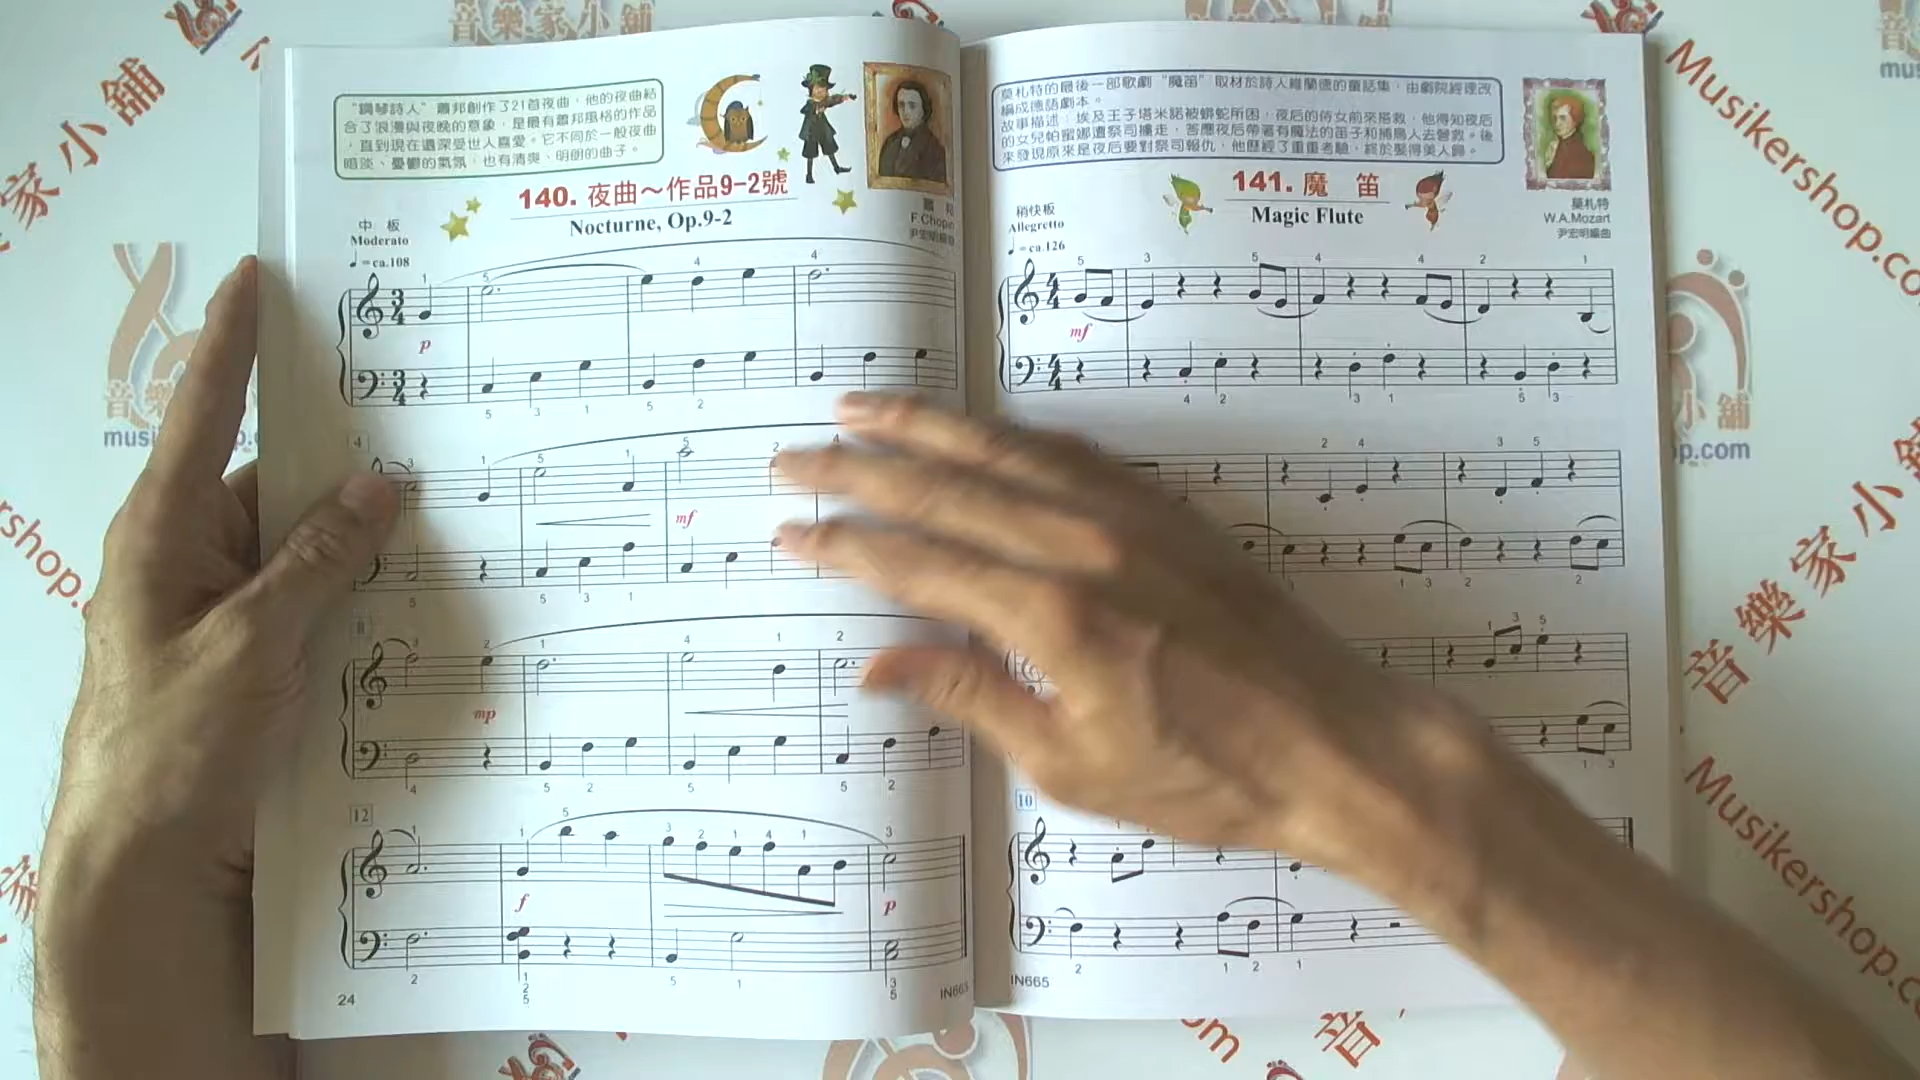 "鋼琴詩人" 蕭邦創作了21首夜曲，他的夜曲結
合了浪漫與夜晚的意象，是最有蕭邦風格的作品
，直到現在還深受世人喜愛。它不同於一般夜曲
暗淡、憂鬱的氣氛，也有清爽、明朗的曲子。
140. 夜曲～作品9-2號
Nocturne, Op.9-2
中 板
Moderato
♩=ca.108
F.Chopin
p
mf
mp
f
p
4
8
12
24
IN665
莫札特的最後一部歌劇 "魔笛" 取材於詩人維蘭德的童話集，由劇院經理改
編成德語劇本。
故事描述，埃及王子塔米諾被蟒蛇所困，夜后的侍女前來搭救，他得知夜后
的女兒帕蜜娜遭祭司擄走，答應夜后帶著有魔法的笛子和捕鳥人去營救。後
來發現原來是夜后要對祭司報仇，他歷經了重重考驗，終於娶得美人歸。
141. 魔 笛
Magic Flute
稍快板
Allegretto
♩=ca.126
莫札特
W.A.Mozart
尹宏明編曲
mf
10
IN665
音樂家小舖
Musikershop.com
音樂家小舖
Musikershop.com